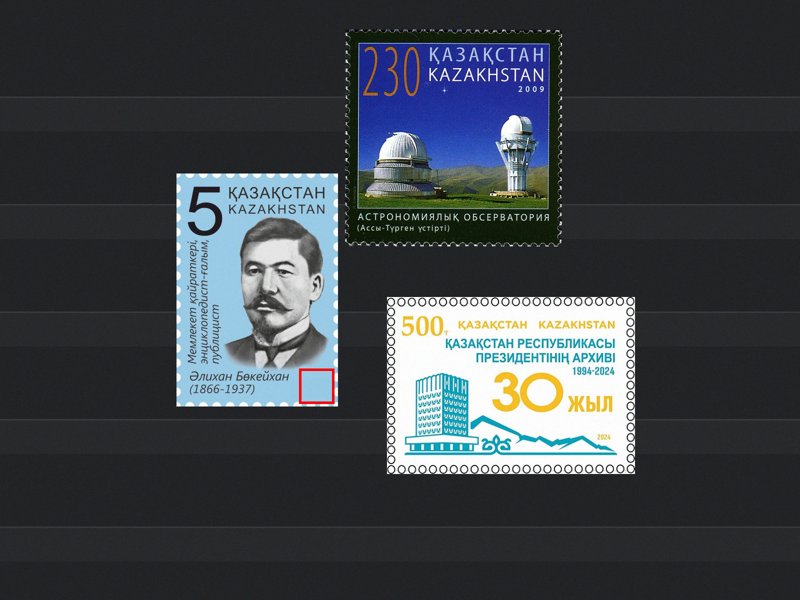 230
ҚАЗАҚСТАН
KAZAKHSTAN
2009
АСТРОНОМИЯЛЫҚ ОБСЕРВАТОРИЯ
(Ассы-Түрген үстірті)
5
ҚАЗАҚСТАН
KAZAKHSTAN
Мемлекет қайраткері,
энциклопедист-ғалым,
публицист
Әлихан Бөкейхан
(1866-1937)
500т
ҚАЗАҚСТАН KAZAKHSTAN
ҚАЗАҚСТАН РЕСПУБЛИКАСЫ
ПРЕЗИДЕНТІНІҢ АРХИВІ
1994-2024
30 ЖЫЛ
2024